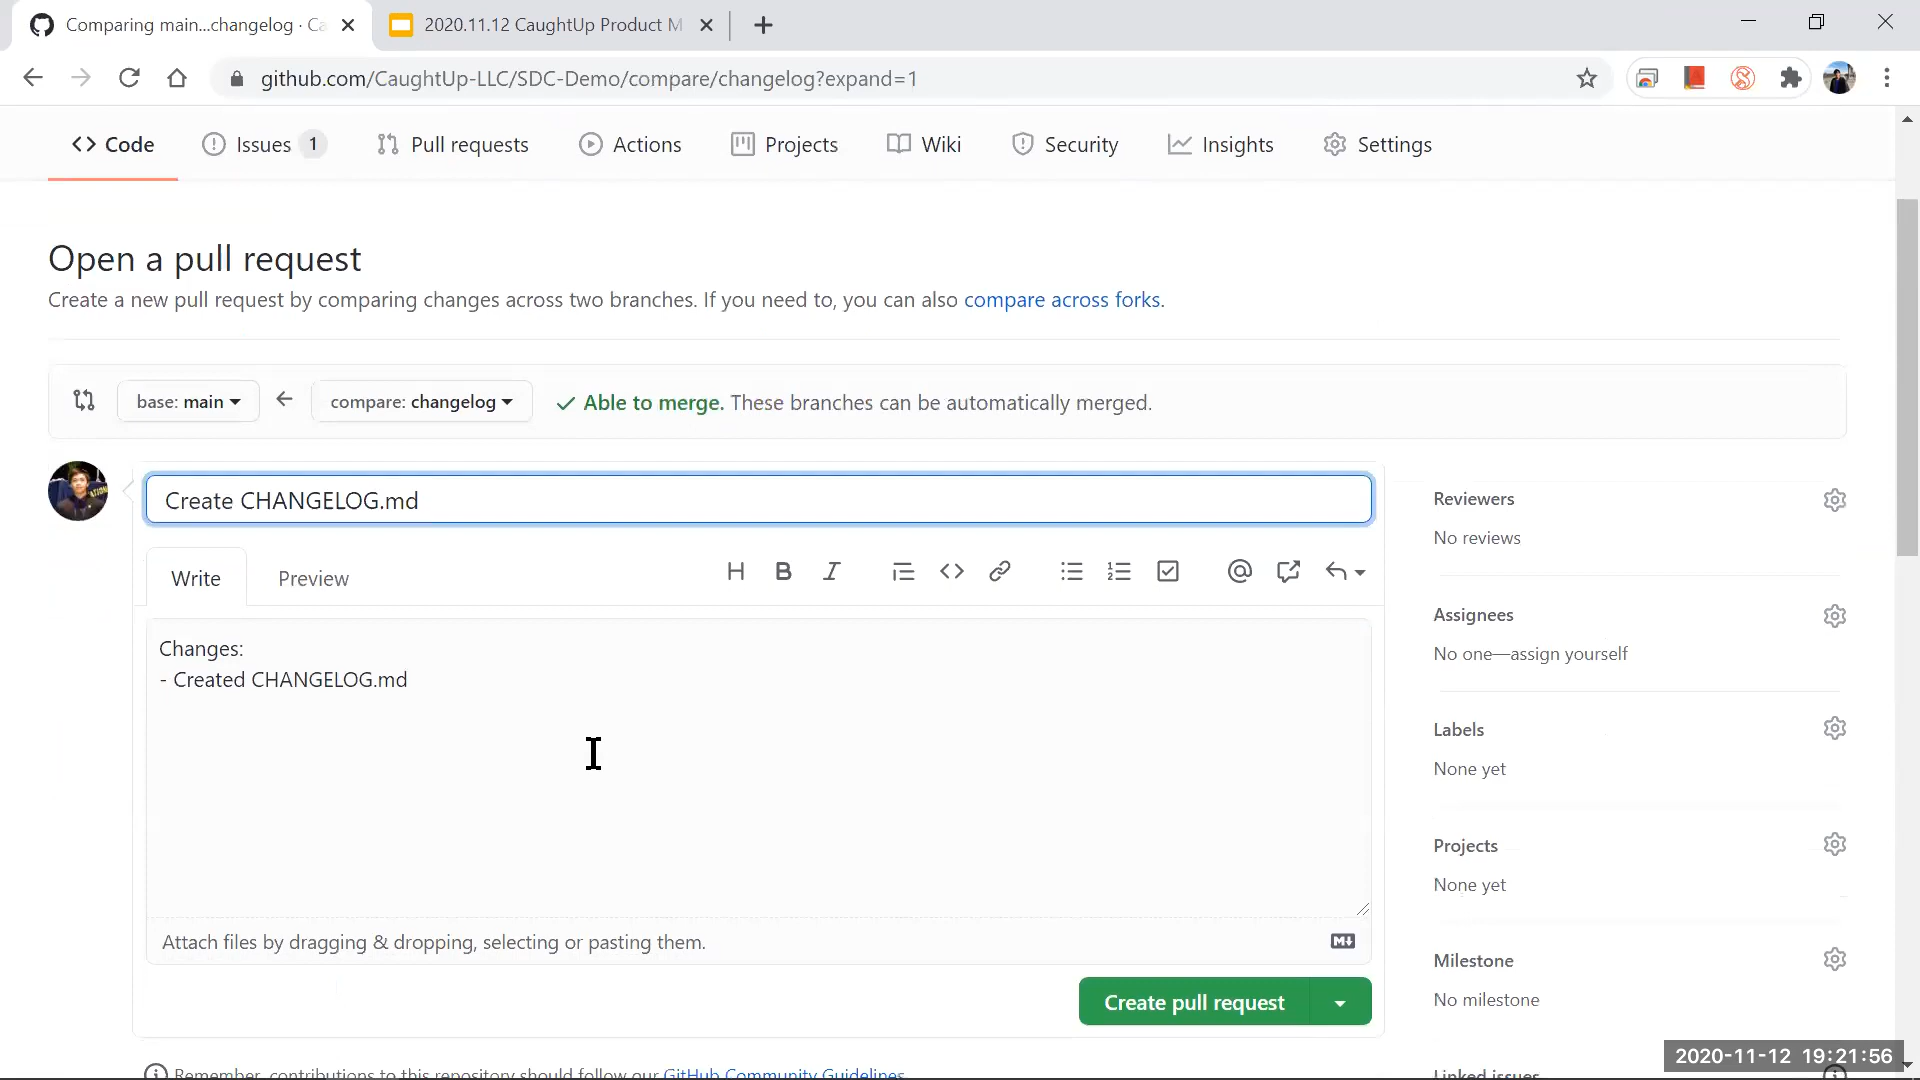 Comparing main...changelog · Ca
2020.11.12 CaughtUp Product M
github.com/CaughtUp-LLC/SDC-Demo/compare/changelog?expand=1
<> Code Issues 1 Pull requests Actions Projects Wiki Security Insights Settings
Open a pull request
Create a new pull request by comparing changes across two branches. If you need to, you can also compare across forks.
base: main compare: changelog Able to merge. These branches can be automatically merged.
Create CHANGELOG.md
Write Preview
Changes:
- Created CHANGELOG.md
Attach files by dragging & dropping, selecting or pasting them.
Create pull request
Remember, contributions to this repository should follow our GitHub Community Guidelines.
Reviewers
No reviews
Assignees
No one—assign yourself
Labels
None yet
Projects
None yet
Milestone
No milestone
Linked issues
2020-11-12 19:21:56